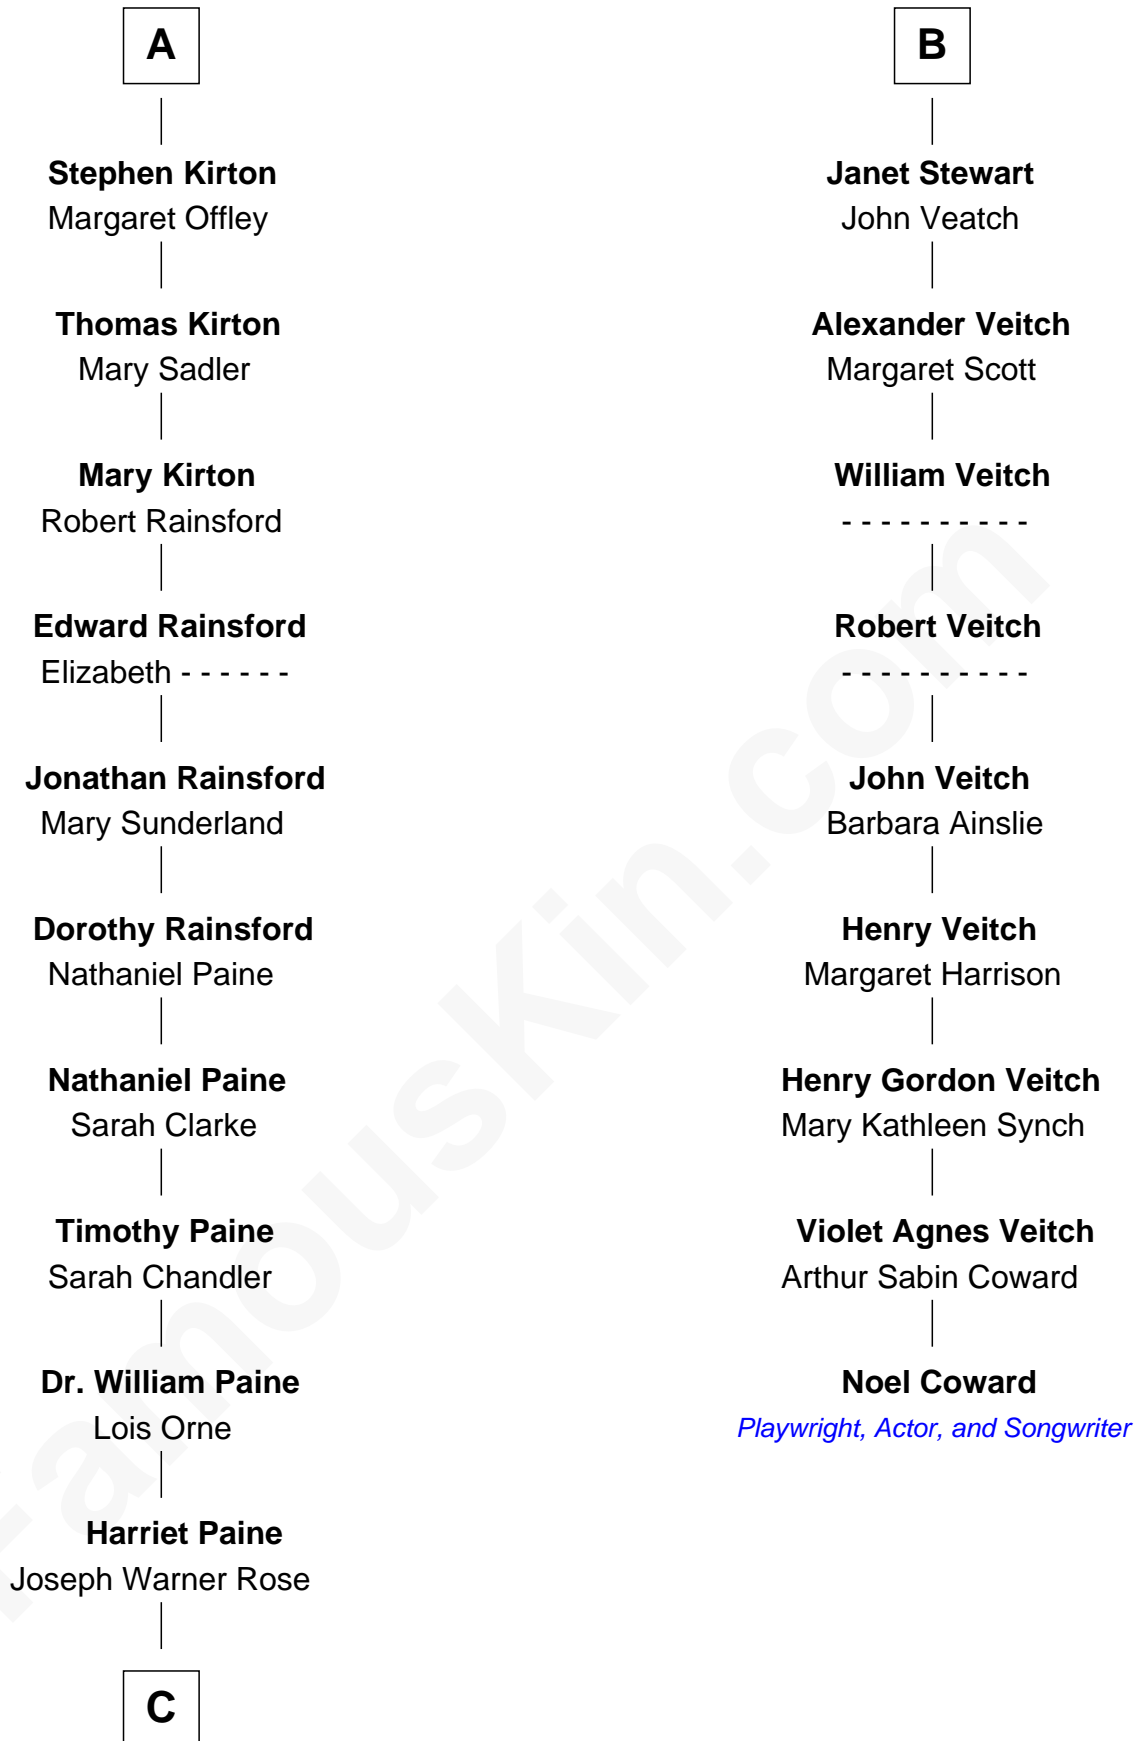 A
Stephen Kirton
Margaret Offley
Thomas Kirton
Mary Sadler
Mary Kirton
Robert Rainsford
Edward Rainsford
Elizabeth - - - - - -
Jonathan Rainsford
Mary Sunderland
Dorothy Rainsford
Nathaniel Paine
Nathaniel Paine
Sarah Clarke
Timothy Paine
Sarah Chandler
Dr. William Paine
Lois Orne
Harriet Paine
Joseph Warner Rose
C
B
Janet Stewart
John Veatch
Alexander Veitch
Margaret Scott
William Veitch
- - - - - - - - - -
Robert Veitch
- - - - - - - - - -
John Veitch
Barbara Ainslie
Henry Veitch
Margaret Harrison
Henry Gordon Veitch
Mary Kathleen Synch
Violet Agnes Veitch
Arthur Sabin Coward
Noel Coward
Playwright, Actor, and Songwriter
FamousKin.com